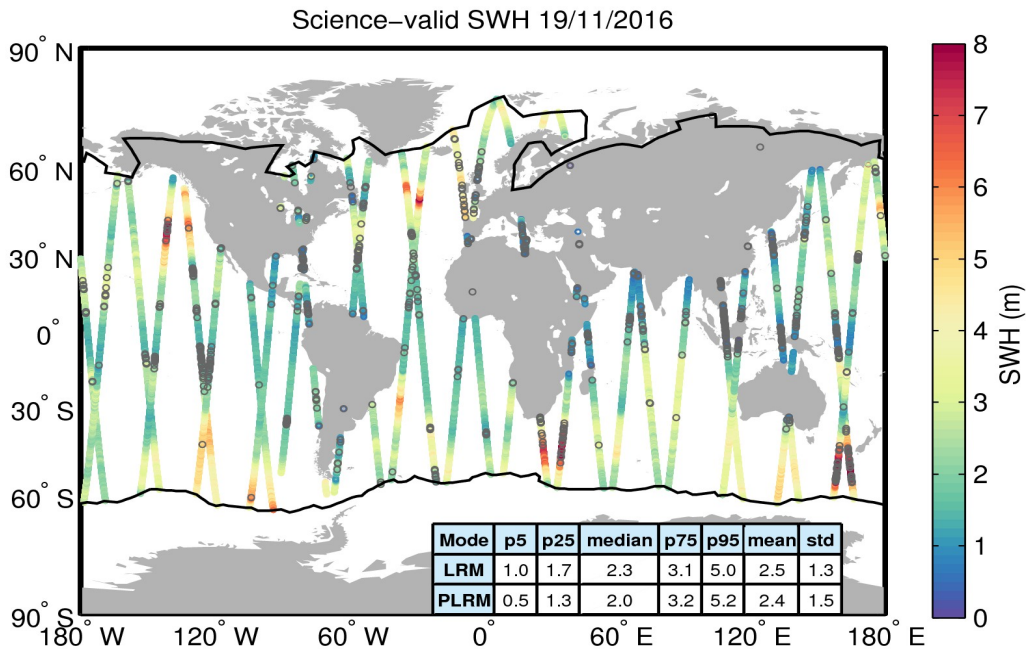 Science−valid SWH 19/11/2016
90° N
60° N
30° N
0°
30° S
60° S
90° S
180° W
120° W
60° W
0°
60° E
120° E
180° E
Mode p5 p25 median p75 p95 mean std
LRM 1.0 1.7 2.3 3.1 5.0 2.5 1.3
PLRM 0.5 1.3 2.0 3.2 5.2 2.4 1.5
8
7
6
5
4
3
2
1
0
SWH (m)